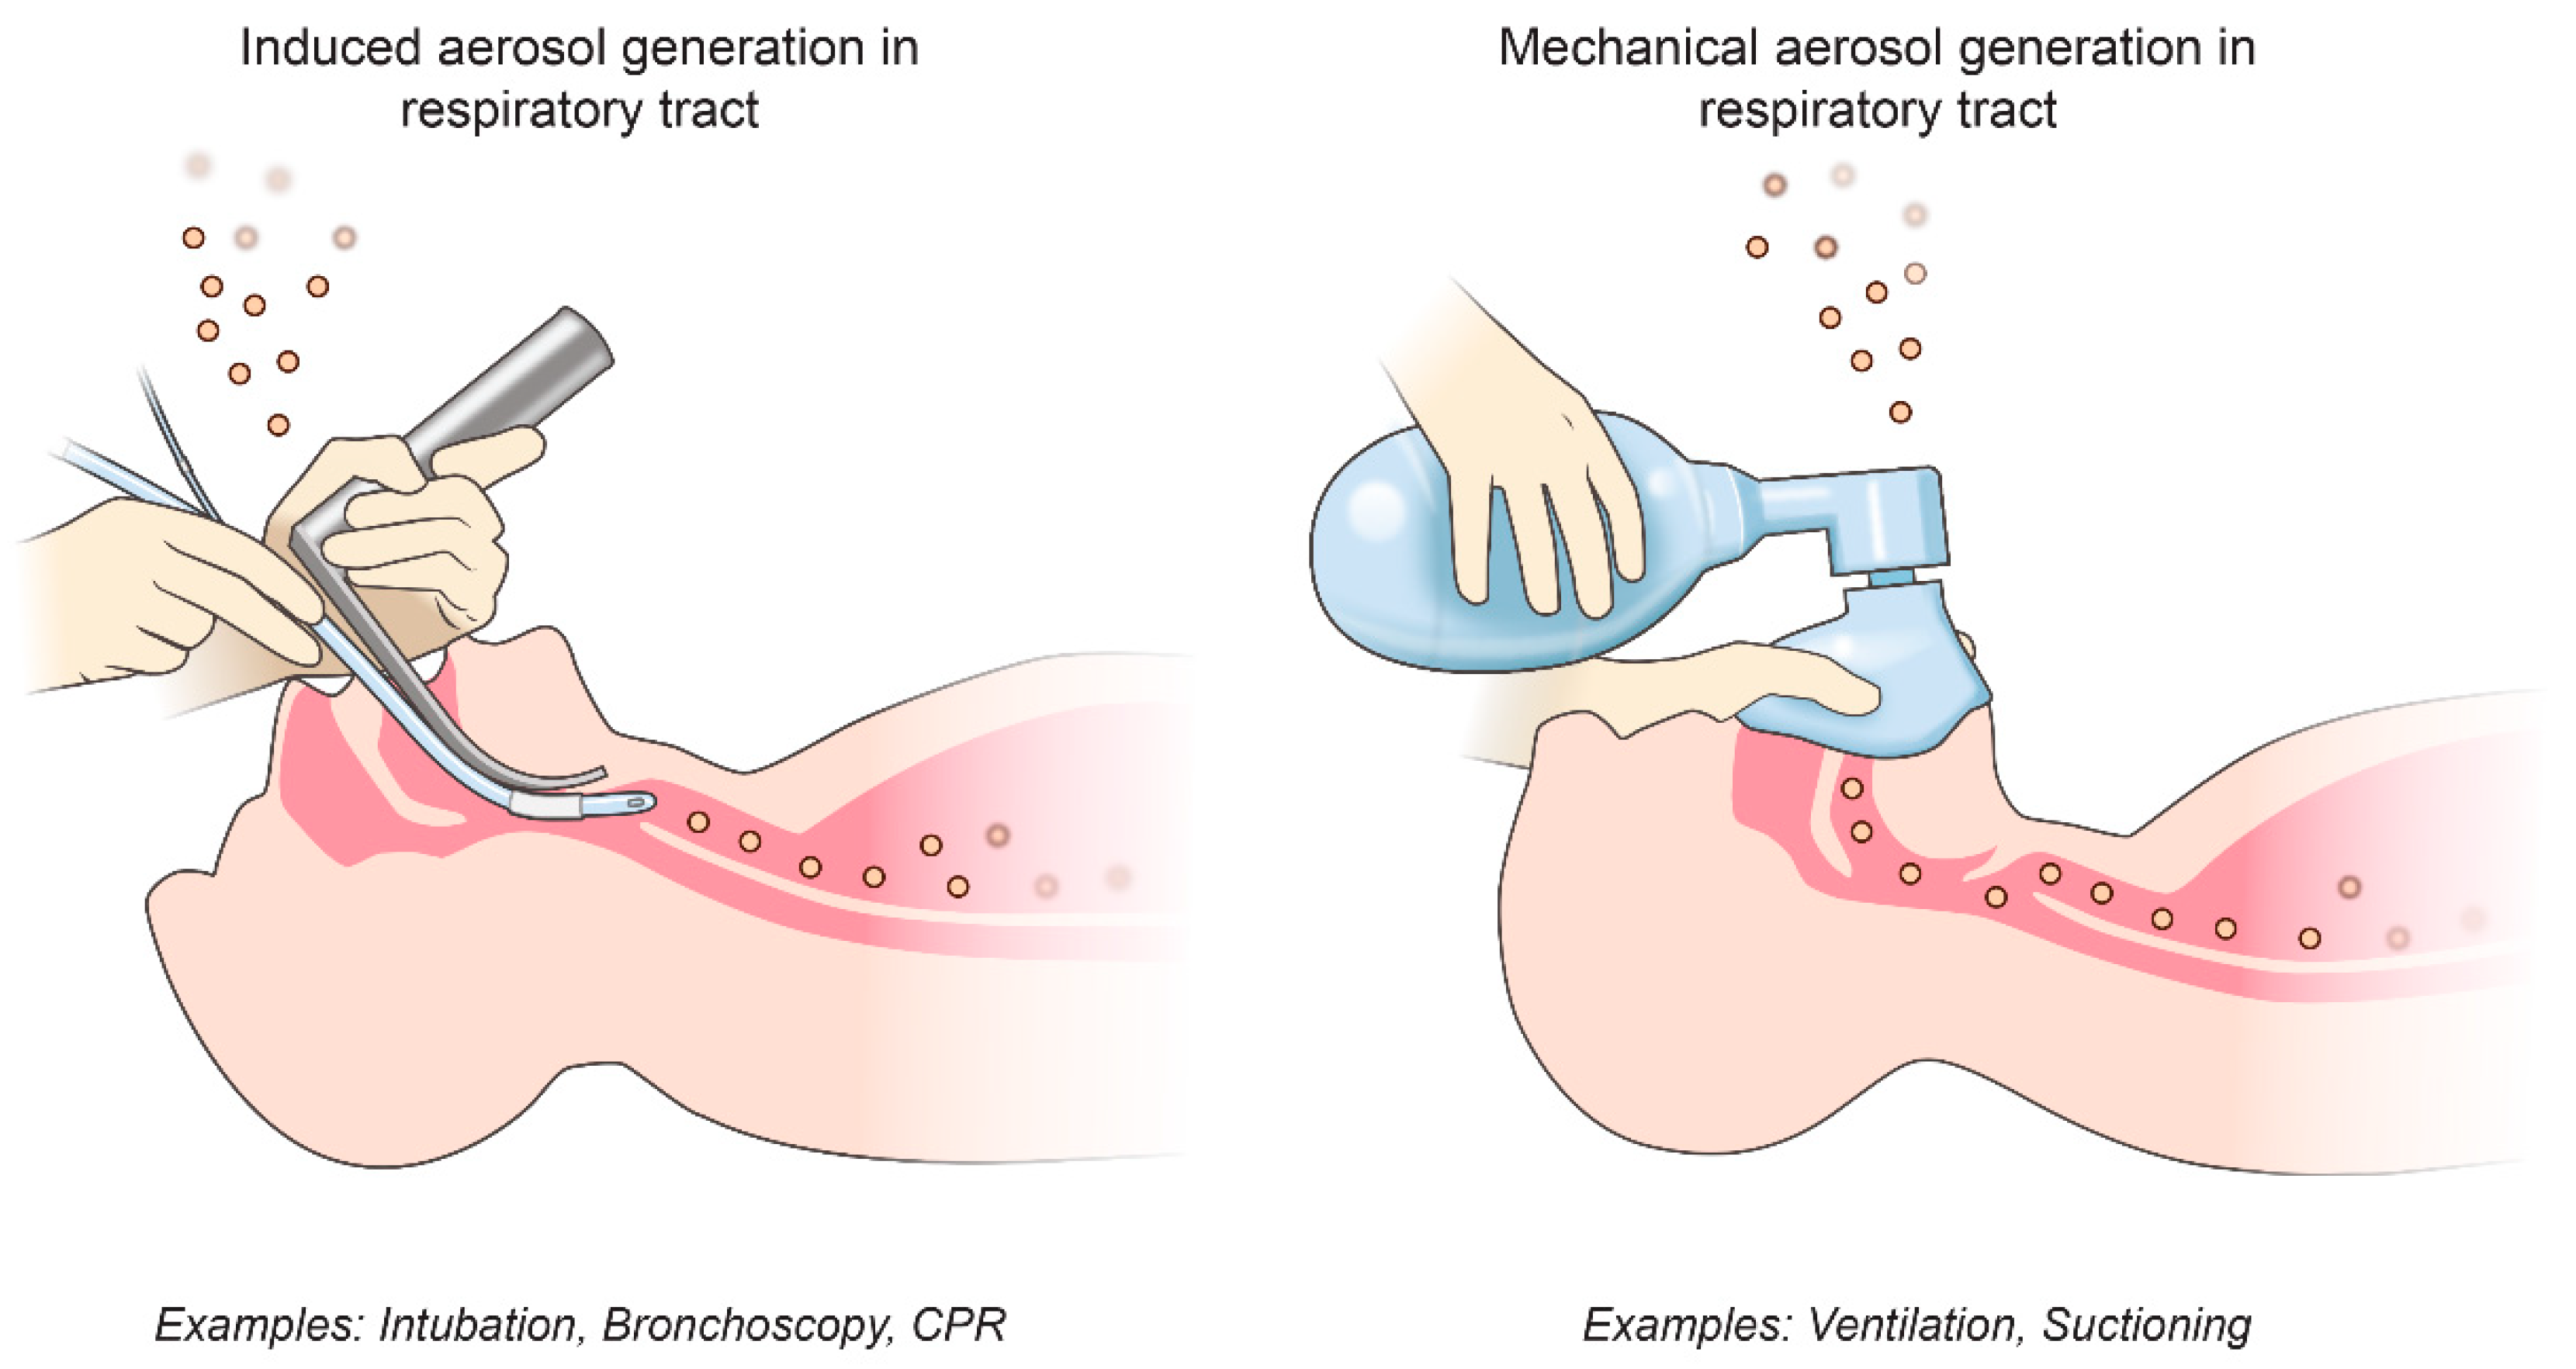 Induced aerosol generation in
respiratory tract
Mechanical aerosol generation in
respiratory tract
Examples: Intubation, Bronchoscopy, CPR
Examples: Ventilation, Suctioning